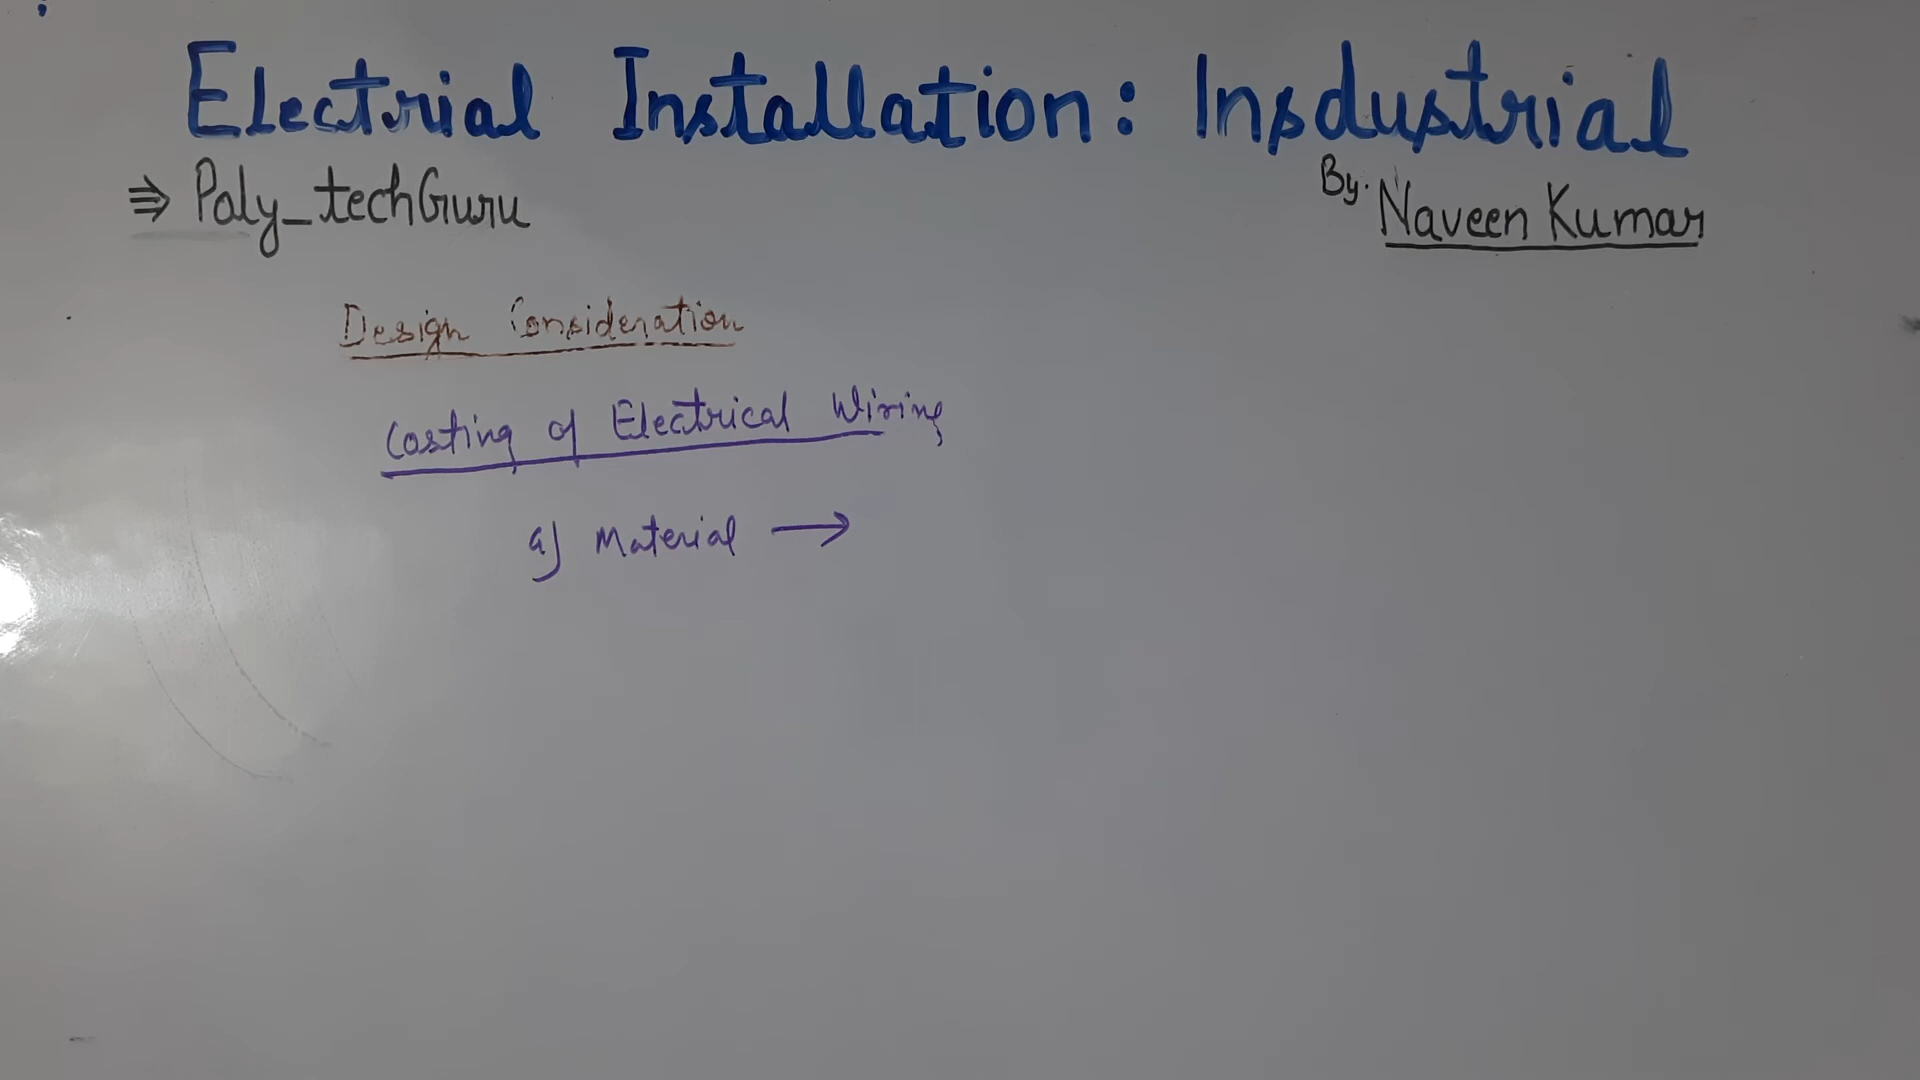 Electrial Installation: Insdustrial
⇒ Poly_techGuru
By. Naveen Kumar
Design Consideration
Costing of Electrical Wiring
a) Material →